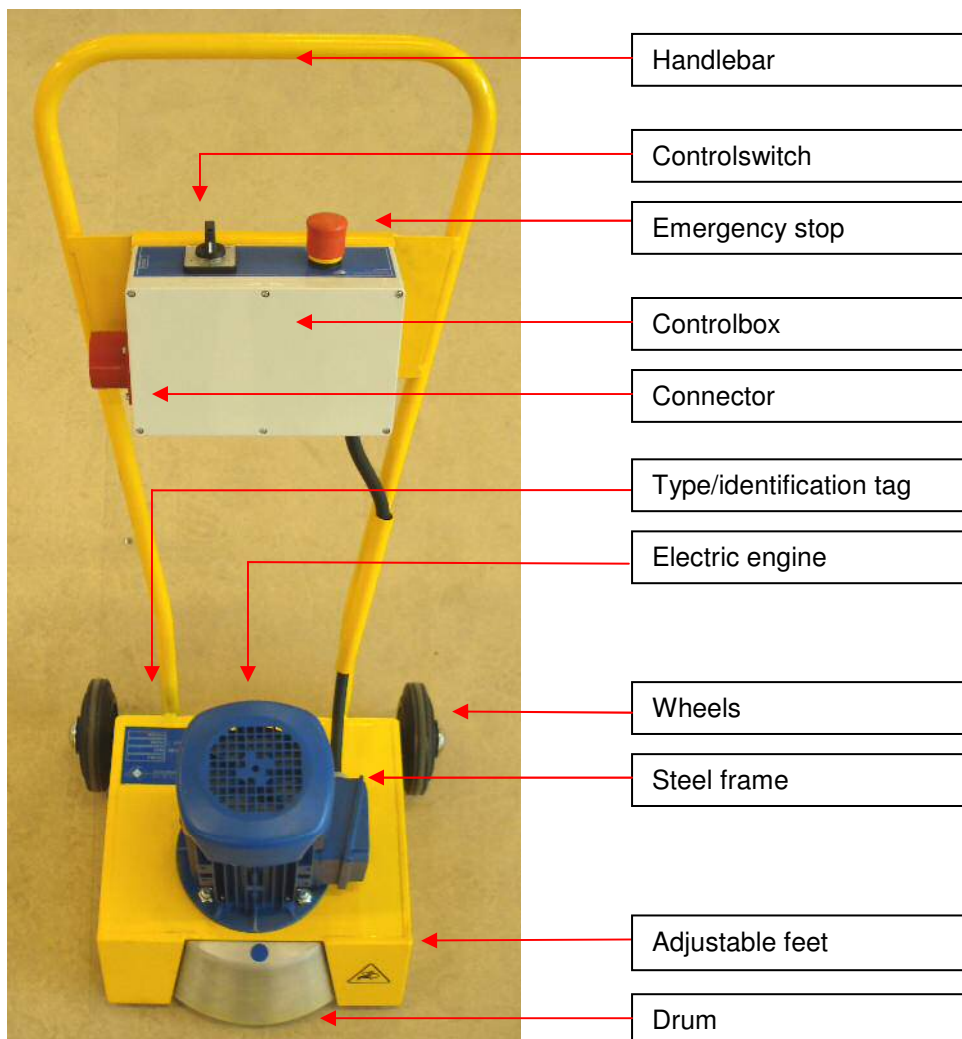 Handlebar
Controlswitch
Emergency stop
Controlbox
Connector
Type/identification tag
Electric engine
Wheels
Steel frame
Adjustable feet
Drum